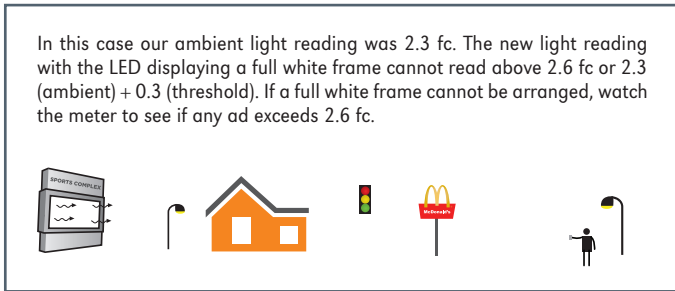 In this case our ambient light reading was 2.3 fc. The new light reading
with the LED displaying a full white frame cannot read above 2.6 fc or 2.3
(ambient) + 0.3 (threshold). If a full white frame cannot be arranged, watch
the meter to see if any ad exceeds 2.6 fc.
SPORTS COMPLEX
McDonald's